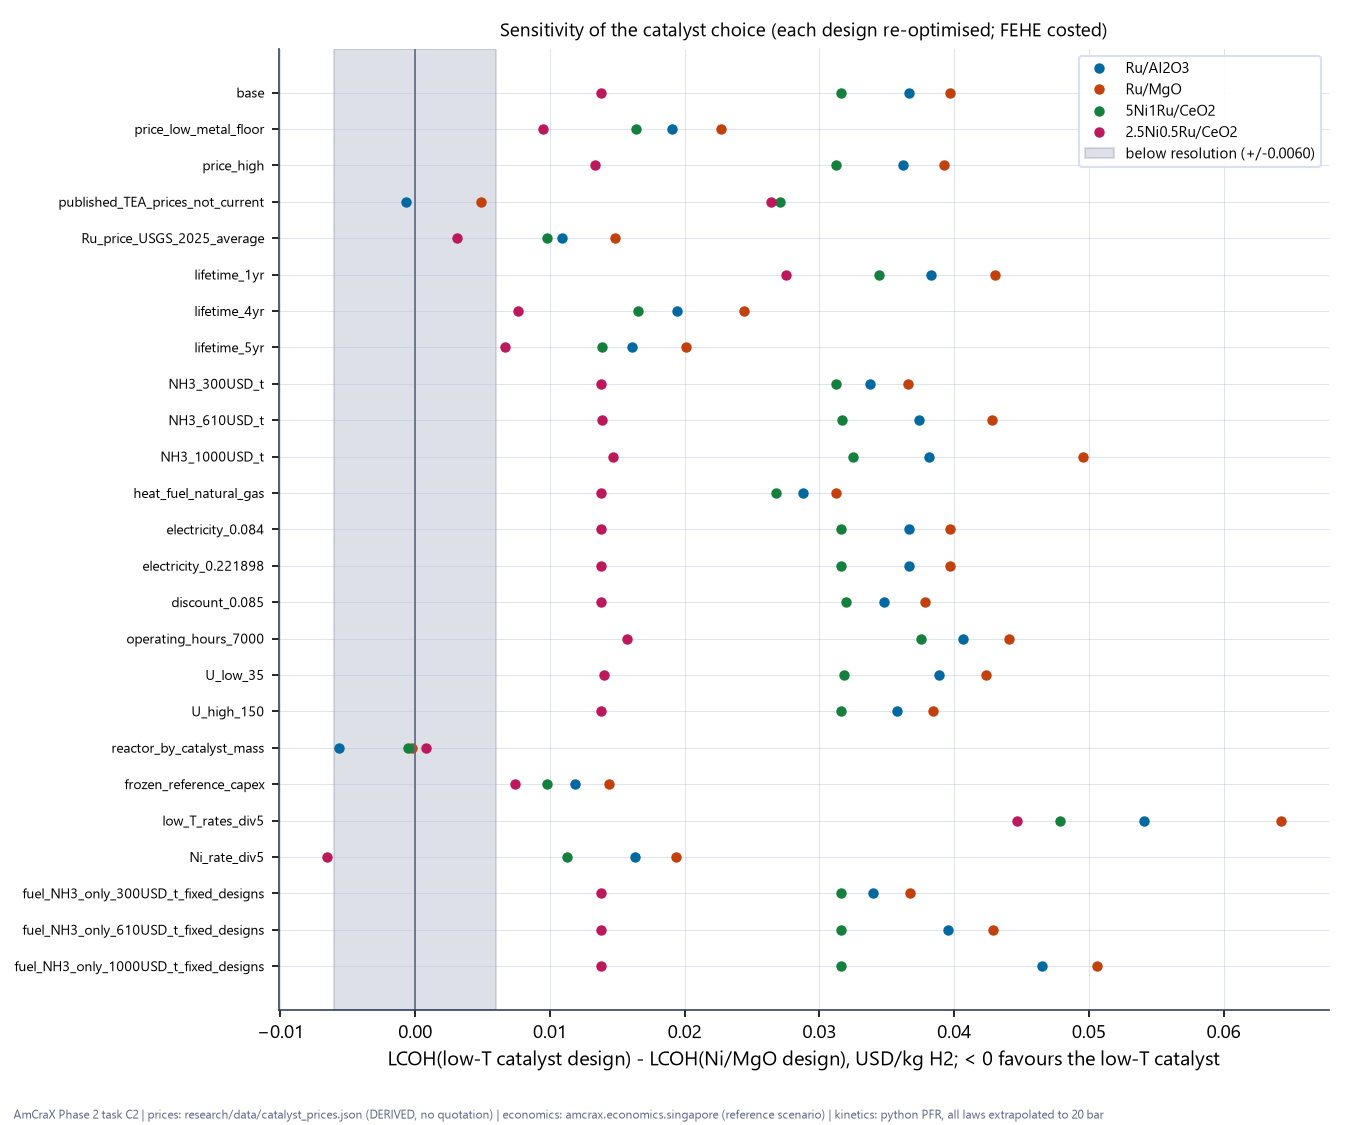 Sensitivity of the catalyst choice (each design re-optimised; FEHE costed)
Ru/Al2O3
Ru/MgO
5Ni1Ru/CeO2
2.5Ni0.5Ru/CeO2
below resolution (+/-0.0060)
base
price_low_metal_floor
price_high
published_TEA_prices_not_current
Ru_price_USGS_2025_average
lifetime_1yr
lifetime_4yr
lifetime_5yr
NH3_300USD_t
NH3_610USD_t
NH3_1000USD_t
heat_fuel_natural_gas
electricity_0.084
electricity_0.221898
discount_0.085
operating_hours_7000
U_low_35
U_high_150
reactor_by_catalyst_mass
frozen_reference_capex
low_T_rates_div5
Ni_rate_div5
fuel_NH3_only_300USD_t_fixed_designs
fuel_NH3_only_610USD_t_fixed_designs
fuel_NH3_only_1000USD_t_fixed_designs
−0.01 0.00 0.01 0.02 0.03 0.04 0.05 0.06
LCOH(low-T catalyst design) - LCOH(Ni/MgO design), USD/kg H2; < 0 favours the low-T catalyst
AmCraX Phase 2 task C2 | prices: research/data/catalyst_prices.json (DERIVED, no quotation) | economics: amcrax.economics.singapore (reference scenario) | kinetics: python PFR, all laws extrapolated to 20 bar